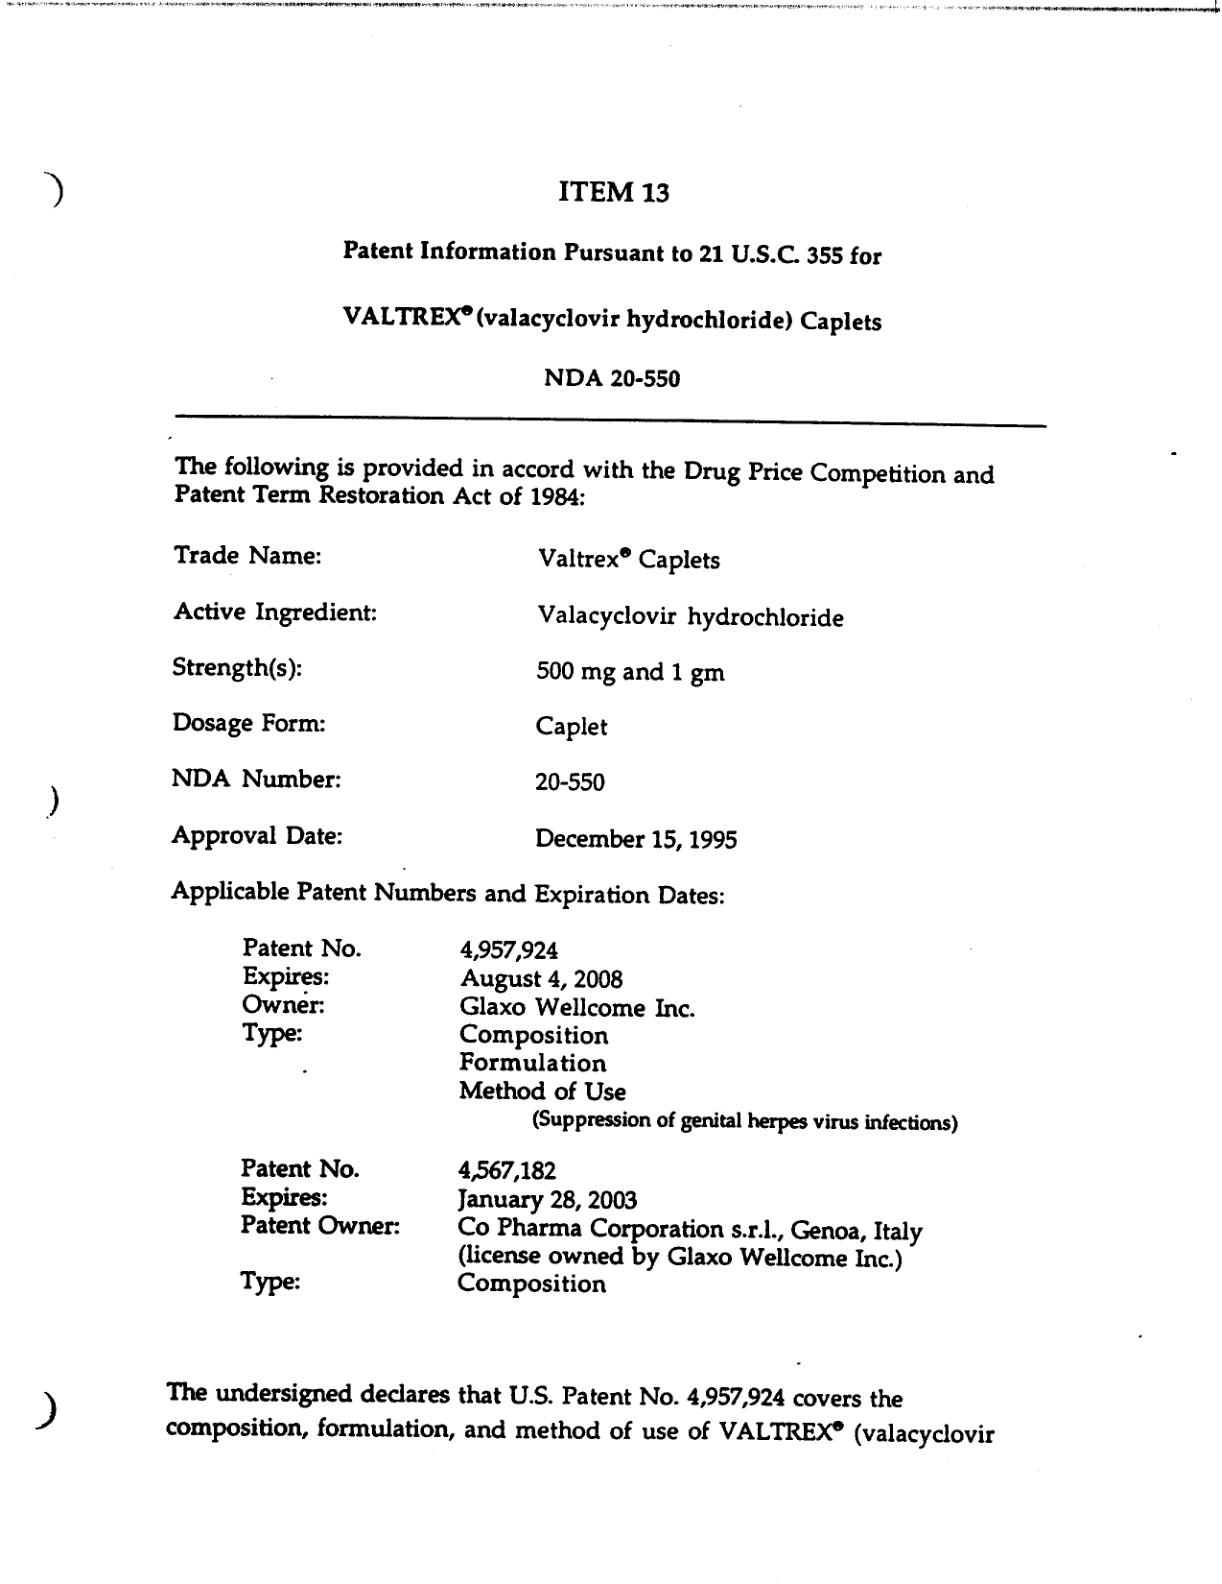 ITEM 13
Patent Information Pursuant to 21 U.S.C. 355 for
VALTREX® (valacyclovir hydrochloride) Caplets
NDA 20-550
The following is provided in accord with the Drug Price Competition and
Patent Term Restoration Act of 1984:
Trade Name: Valtrex® Caplets
Active Ingredient: Valacyclovir hydrochloride
Strength(s): 500 mg and 1 gm
Dosage Form: Caplet
NDA Number: 20-550
Approval Date: December 15, 1995
Applicable Patent Numbers and Expiration Dates:
Patent No. 4,957,924
Expires: August 4, 2008
Owner: Glaxo Wellcome Inc.
Type: Composition
Formulation
Method of Use
(Suppression of genital herpes virus infections)
Patent No. 4,567,182
Expires: January 28, 2003
Patent Owner: Co Pharma Corporation s.r.l., Genoa, Italy
(license owned by Glaxo Wellcome Inc.)
Type: Composition
The undersigned declares that U.S. Patent No. 4,957,924 covers the
composition, formulation, and method of use of VALTREX® (valacyclovir